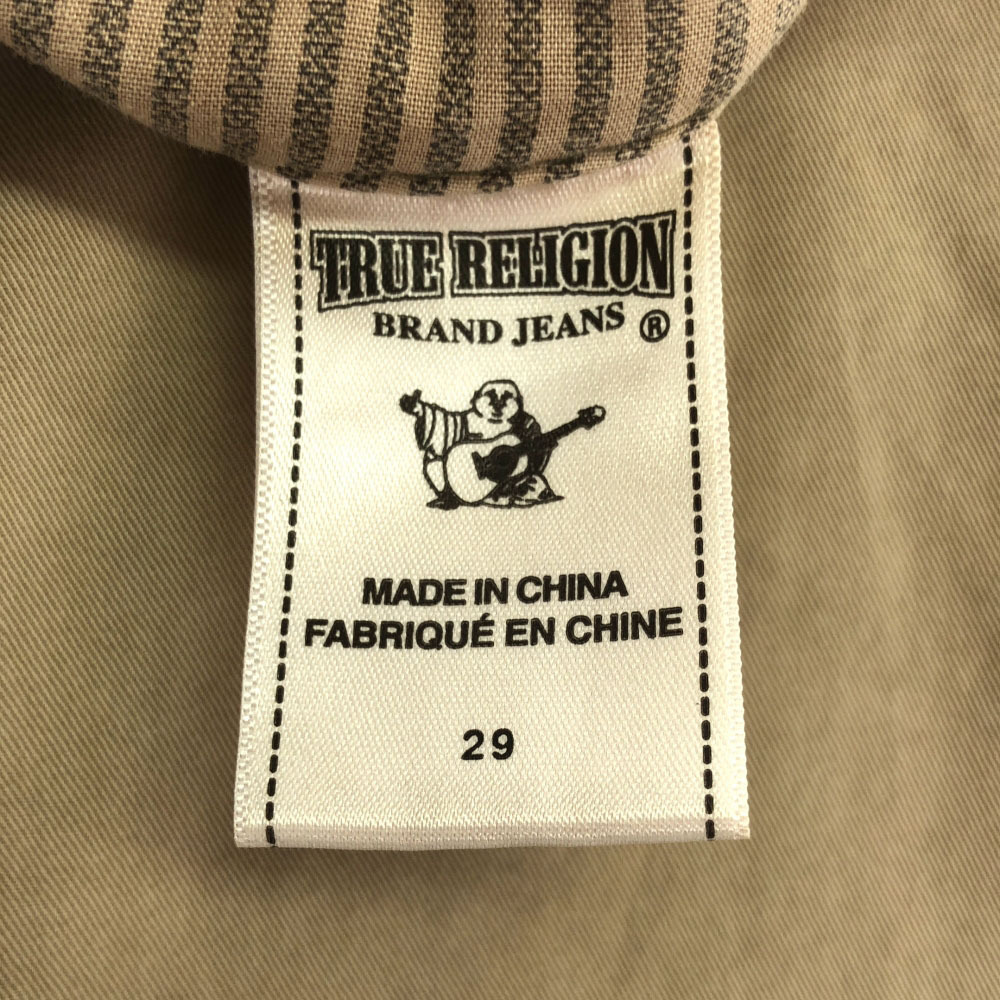 TRUE RELIGION
BRAND JEANS ®
MADE IN CHINA
FABRIQUÉ EN CHINE
29